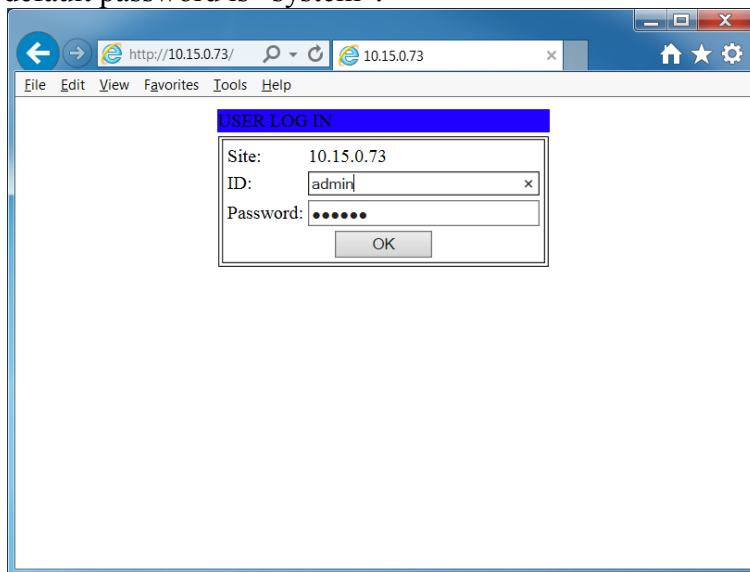 default password is "system".
http://10.15.0.73/ 10.15.0.73
File Edit View Favorites Tools Help
USER LOG IN
Site: 10.15.0.73
ID: admin
Password: ●●●●●●
OK